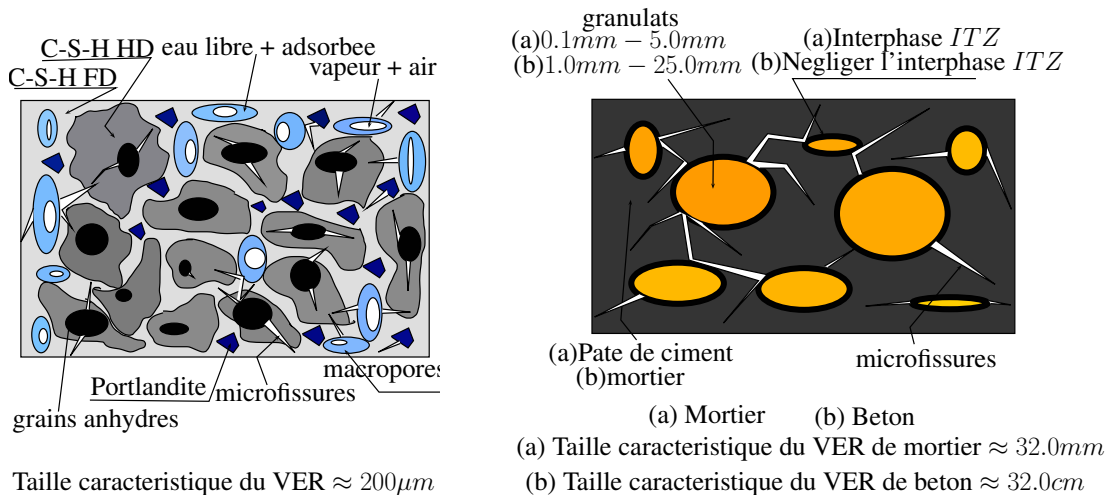 C-S-H HD
eau libre + adsorbee
C-S-H FD
vapeur + air
Portlandite
microfissures
macropores
grains anhydres
Taille caracteristique du VER ≈ 200μm
granulats
(a)0.1mm − 5.0mm
(b)1.0mm − 25.0mm
(a)Interphase ITZ
(b)Negliger l'interphase ITZ
(a)Pate de ciment
(b)mortier
microfissures
(a) Mortier
(b) Beton
(a) Taille caracteristique du VER de mortier ≈ 32.0mm
(b) Taille caracteristique du VER de beton ≈ 32.0cm